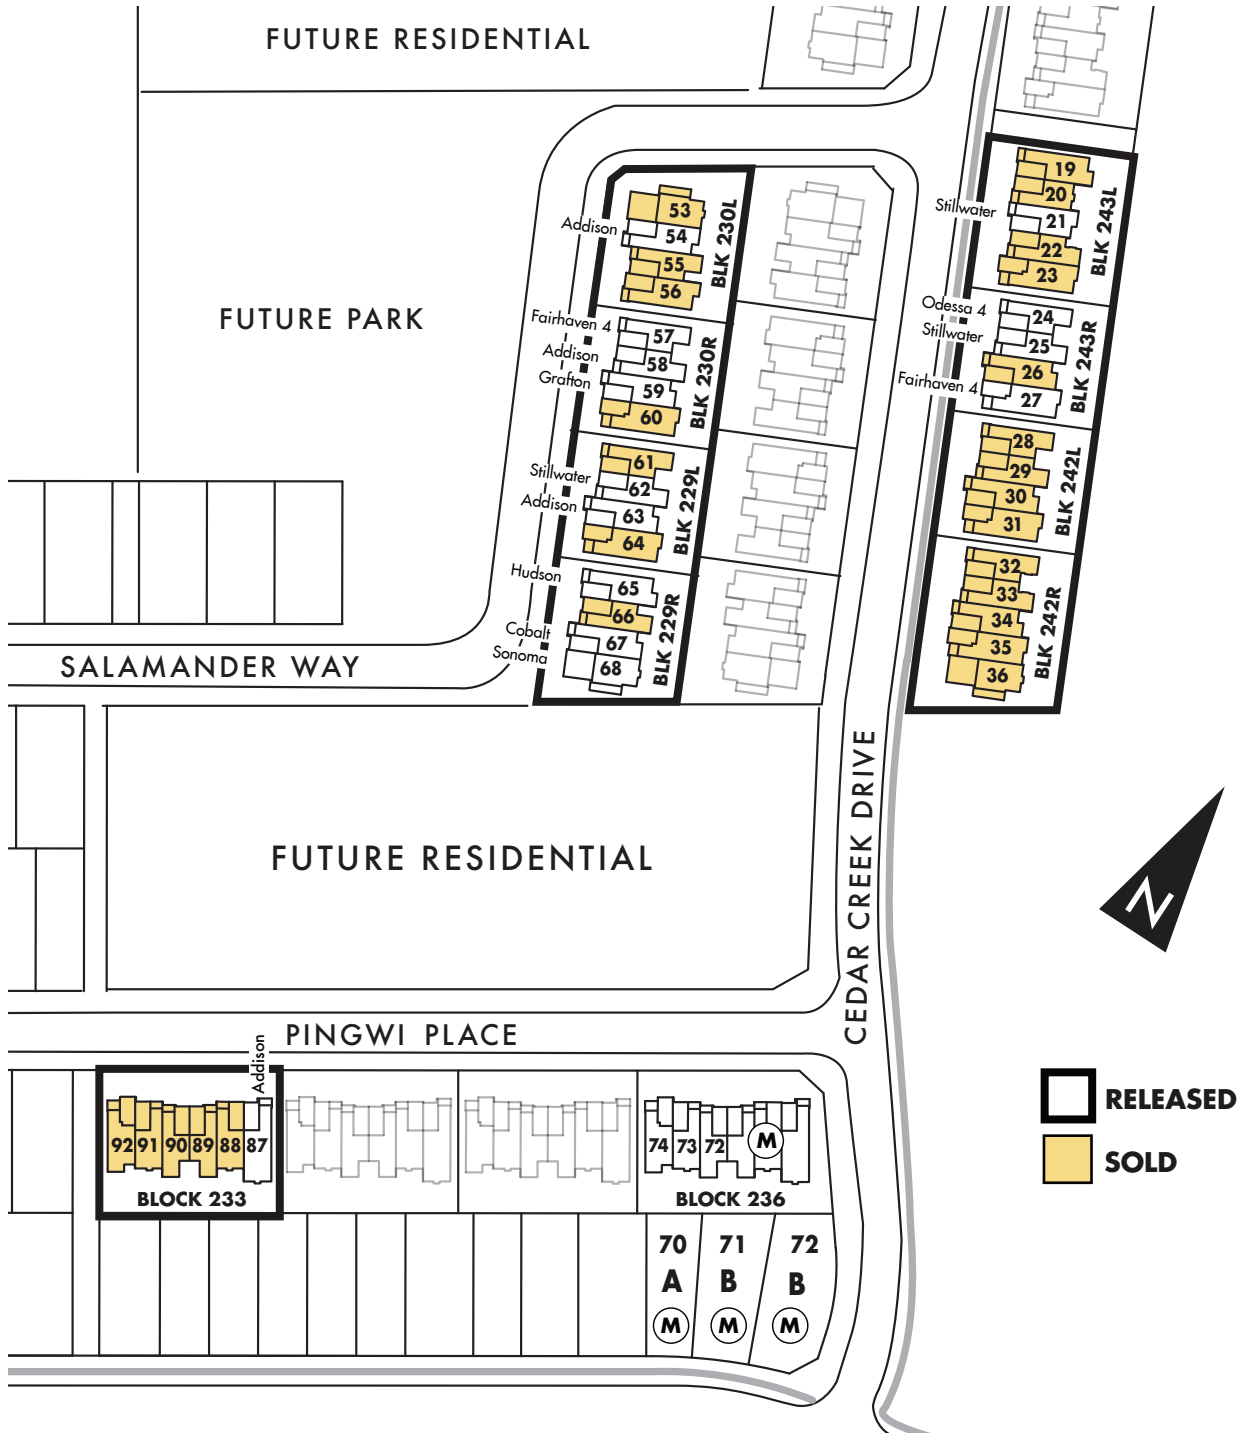 FUTURE RESIDENTIAL
FUTURE PARK
Addison
53
54
55
56
BLK 230L
Fairhaven 4
Addison
Grafton
57
58
59
60
BLK 230R
Stillwater
Addison
61
62
63
64
BLK 229L
Hudson
Cobalt
Sonoma
65
66
67
68
BLK 229R
Stillwater
19
20
21
22
23
BLK 243L
Odessa 4
Stillwater
Fairhaven 4
24
25
26
27
BLK 243R
28
29
30
31
BLK 242L
32
33
34
35
36
BLK 242R
SALAMANDER WAY
FUTURE RESIDENTIAL
CEDAR CREEK DRIVE
N
PINGWI PLACE
Addison
92 91 90 89 88 87
BLOCK 233
74 73 72 M
BLOCK 236
70 71 72
A B B
M M M
RELEASED
SOLD